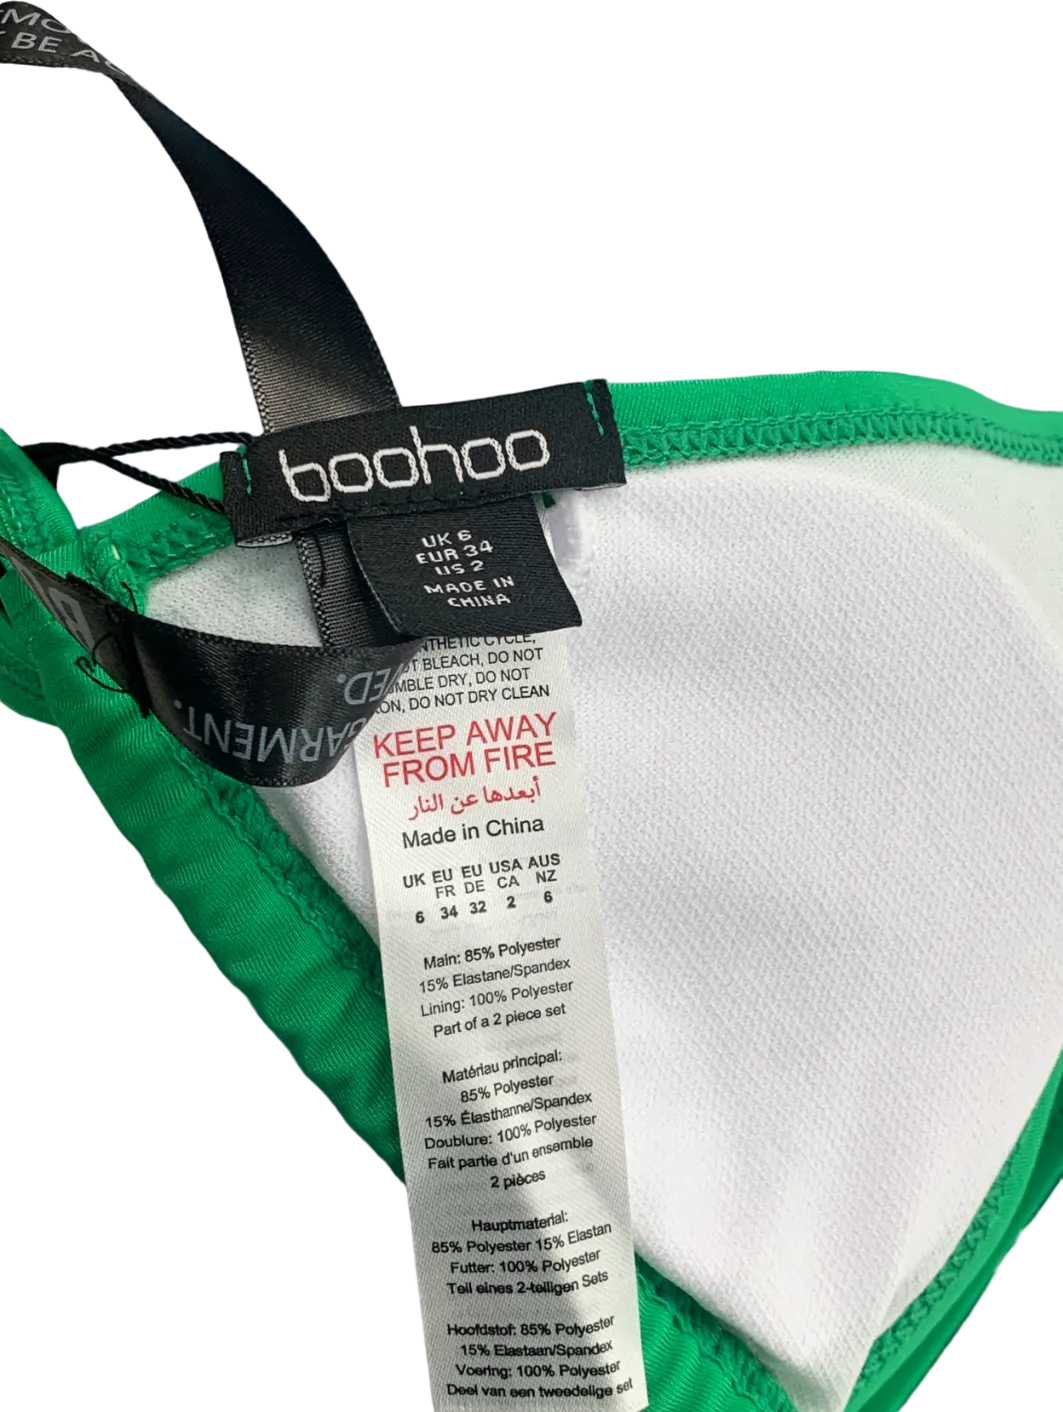 BE
boohoo
UK 6
EUR 34
US 2
MADE IN
CHINA
GARMENT.
CYCLE,
BLEACH, DO NOT
DRY, DO NOT
DO NOT DRY CLEAN
KEEP AWAY
FROM FIRE
أبعدها عن النار
Made in China
UK EU EU USA AUS
FR DE CA NZ
6 34 32 2 6
Main: 85% Polyester
15% Elastane/Spandex
Lining: 100% Polyester
Part of a 2 piece set
Matériau principal:
85% Polyester
15% Élasthanne/Spandex
Doublure: 100% Polyester
Fait partie d'un ensemble
2 pièces
Hauptmaterial:
85% Polyester 15% Elastan
Futter: 100% Polyester
Teil eines 2-teiligen Sets
Hoofdstof: 85% Polyester
15% Elastaan/Spandex
Voering: 100% Polyester
Deel van een tweedelige set